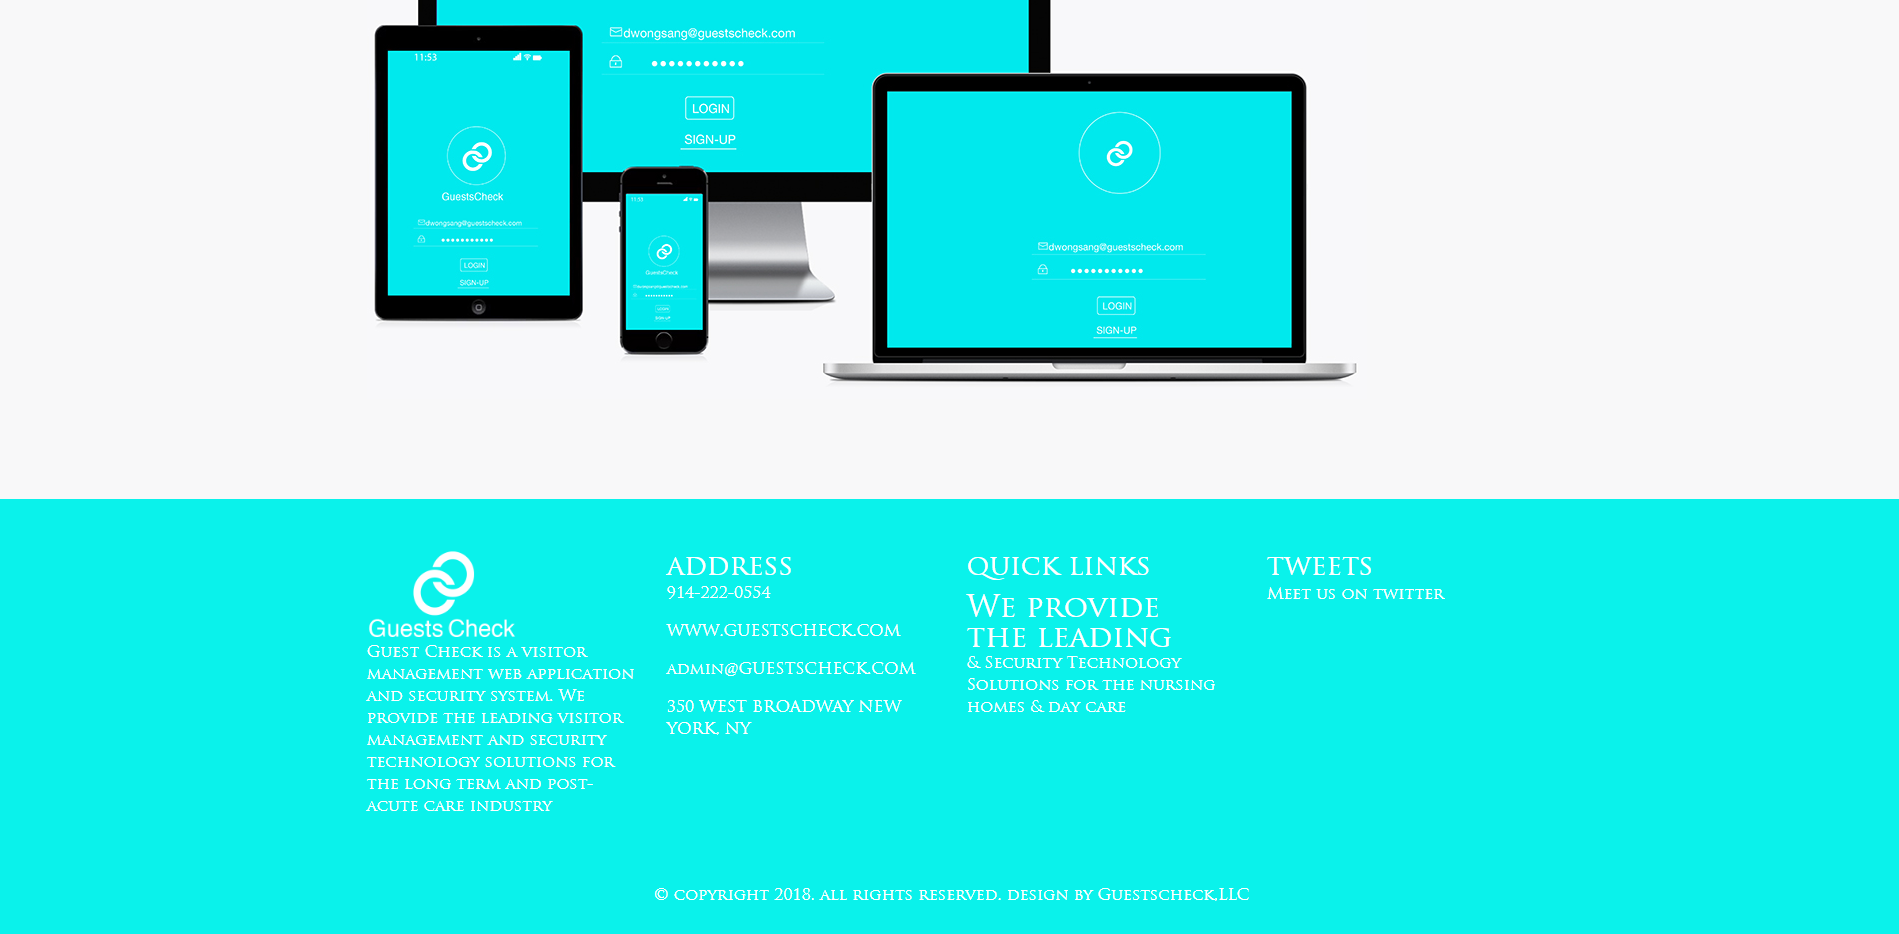 dwongsang@guestscheck.com
LOGIN
SIGN-UP
11:53
GuestsCheck
dwongsang@guestscheck.com
LOGIN
SIGN-UP
11:53
GuestsCheck
LOGIN
SIGN-UP
dwongsang@guestscheck.com
LOGIN
SIGN-UP
Guests Check
Guest Check is a visitor
management web application
and security system. We
provide the leading visitor
management and security
technology solutions for
the long term and post-
acute care industry
ADDRESS
914-222-0554
WWW.GUESTSCHECK.COM
admin@GUESTSCHECK.COM
350 WEST BROADWAY NEW
YORK, NY
QUICK LINKS
We provide
the leading
& Security Technology
Solutions for the nursing
homes & day care
TWEETS
Meet us on twitter
© copyright 2018. all rights reserved. design by Guestscheck,LLC